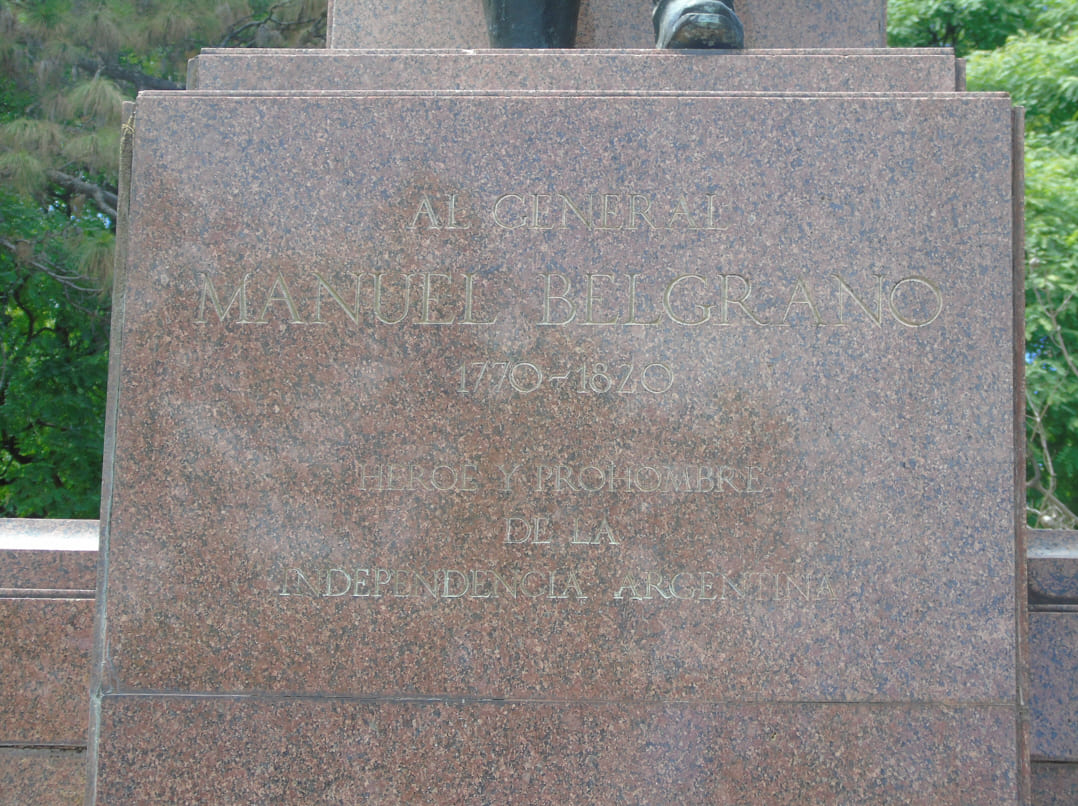 AL GENERAL
MANUEL BELGRANO
1770-1820
HEROE Y PROHOMBRE
DE LA
INDEPENDENCIA ARGENTINA